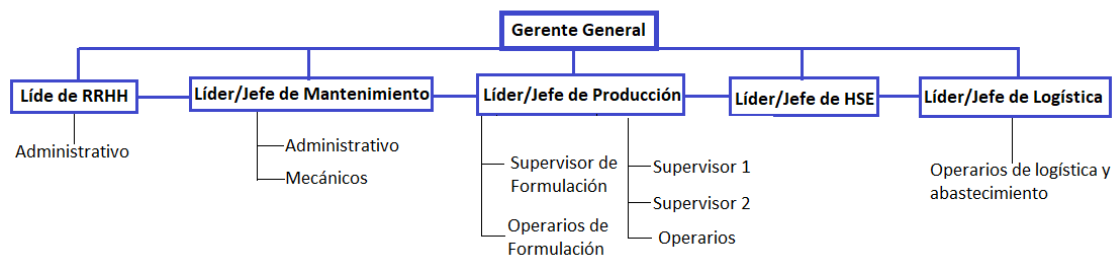 Gerente General
Líde de RRHH
Líder/Jefe de Mantenimiento
Líder/Jefe de Producción
Líder/Jefe de HSE
Líder/Jefe de Logística
Administrativo
Administrativo
Mecánicos
Supervisor de
Formulación
Operarios de
Formulación
Supervisor 1
Supervisor 2
Operarios
Operarios de logística y
abastecimiento